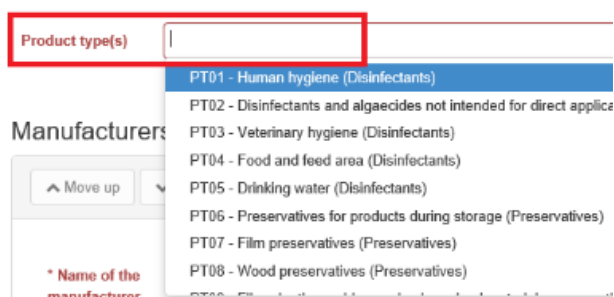 Product type(s)
PT01 - Human hygiene (Disinfectants)
PT02 - Disinfectants and algaecides not intended for direct applica
Manufacturers
PT03 - Veterinary hygiene (Disinfectants)
PT04 - Food and feed area (Disinfectants)
Move up
PT05 - Drinking water (Disinfectants)
PT06 - Preservatives for products during storage (Preservatives)
PT07 - Film preservatives (Preservatives)
* Name of the
PT08 - Wood preservatives (Preservatives)
manufacturer